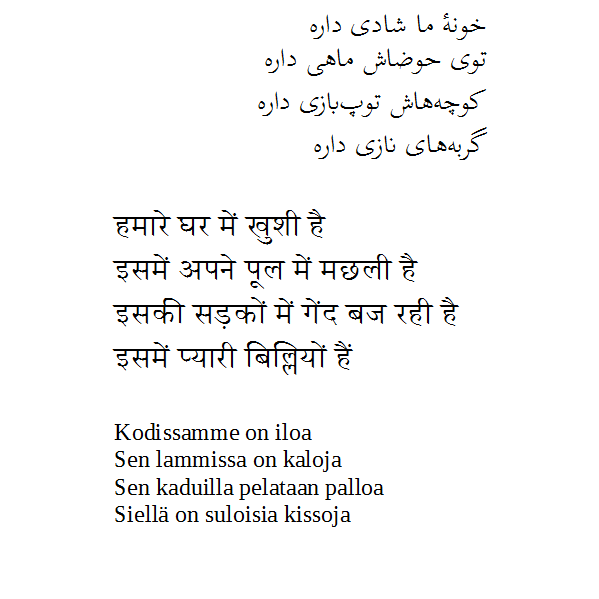 خونهٔ ما شادی داره
توی حوضاش ماهی داره
کوچه‌هاش توپ‌بازی داره
گربه‌های نازی داره
हमारे घर में खुशी है
इसमें अपने पूल में मछली है
इसकी सड़कों में गेंद बज रही है
इसमें प्यारी बिल्लियों हैं
Kodissamme on iloa
Sen lammissa on kaloja
Sen kaduilla pelataan palloa
Siellä on suloisia kissoja